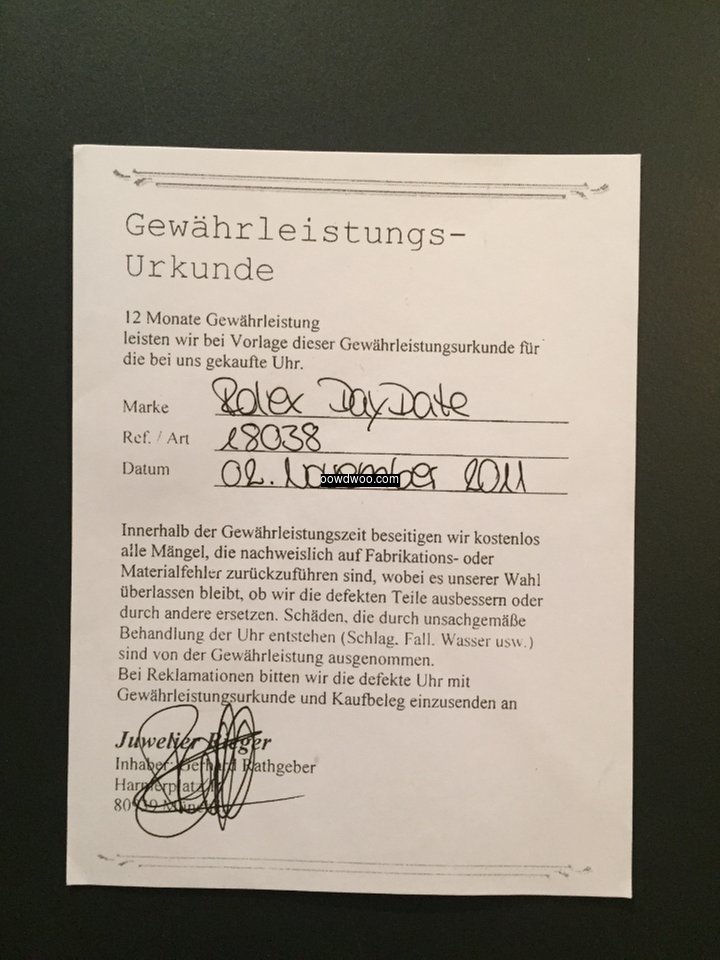 Gewährleistungs-
Urkunde
12 Monate Gewährleistung
leisten wir bei Vorlage dieser Gewährleistungsurkunde für
die bei uns gekaufte Uhr.
Marke Rolex DayDate
Ref. / Art 18038
Datum 02. November 2011
oowdwoo.com
Innerhalb der Gewährleistungszeit beseitigen wir kostenlos
alle Mängel, die nachweislich auf Fabrikations- oder
Materialfehler zurückzuführen sind, wobei es unserer Wahl
überlassen bleibt, ob wir die defekten Teile ausbessern oder
durch andere ersetzen. Schäden, die durch unsachgemäße
Behandlung der Uhr entstehen (Schlag, Fall, Wasser usw.)
sind von der Gewährleistung ausgenommen.
Bei Reklamationen bitten wir die defekte Uhr mit
Gewährleistungsurkunde und Kaufbeleg einzusenden an
Juwelier Rieger
Inhaber: Gerhard Rathgeber